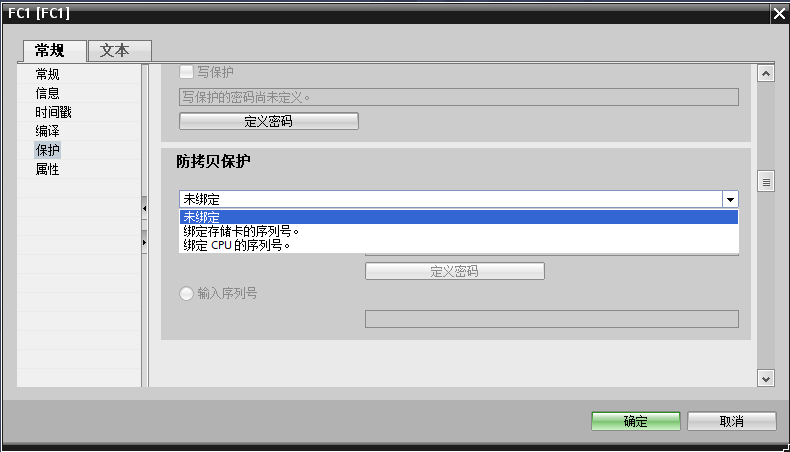 FC1 [FC1]
常规
文本
常规
信息
时间戳
编译
保护
属性
写保护
写保护的密码尚未定义。
定义密码
防拷贝保护
未绑定
未绑定
绑定存储卡的序列号。
绑定 CPU 的序列号。
定义密码
输入序列号
确定
取消